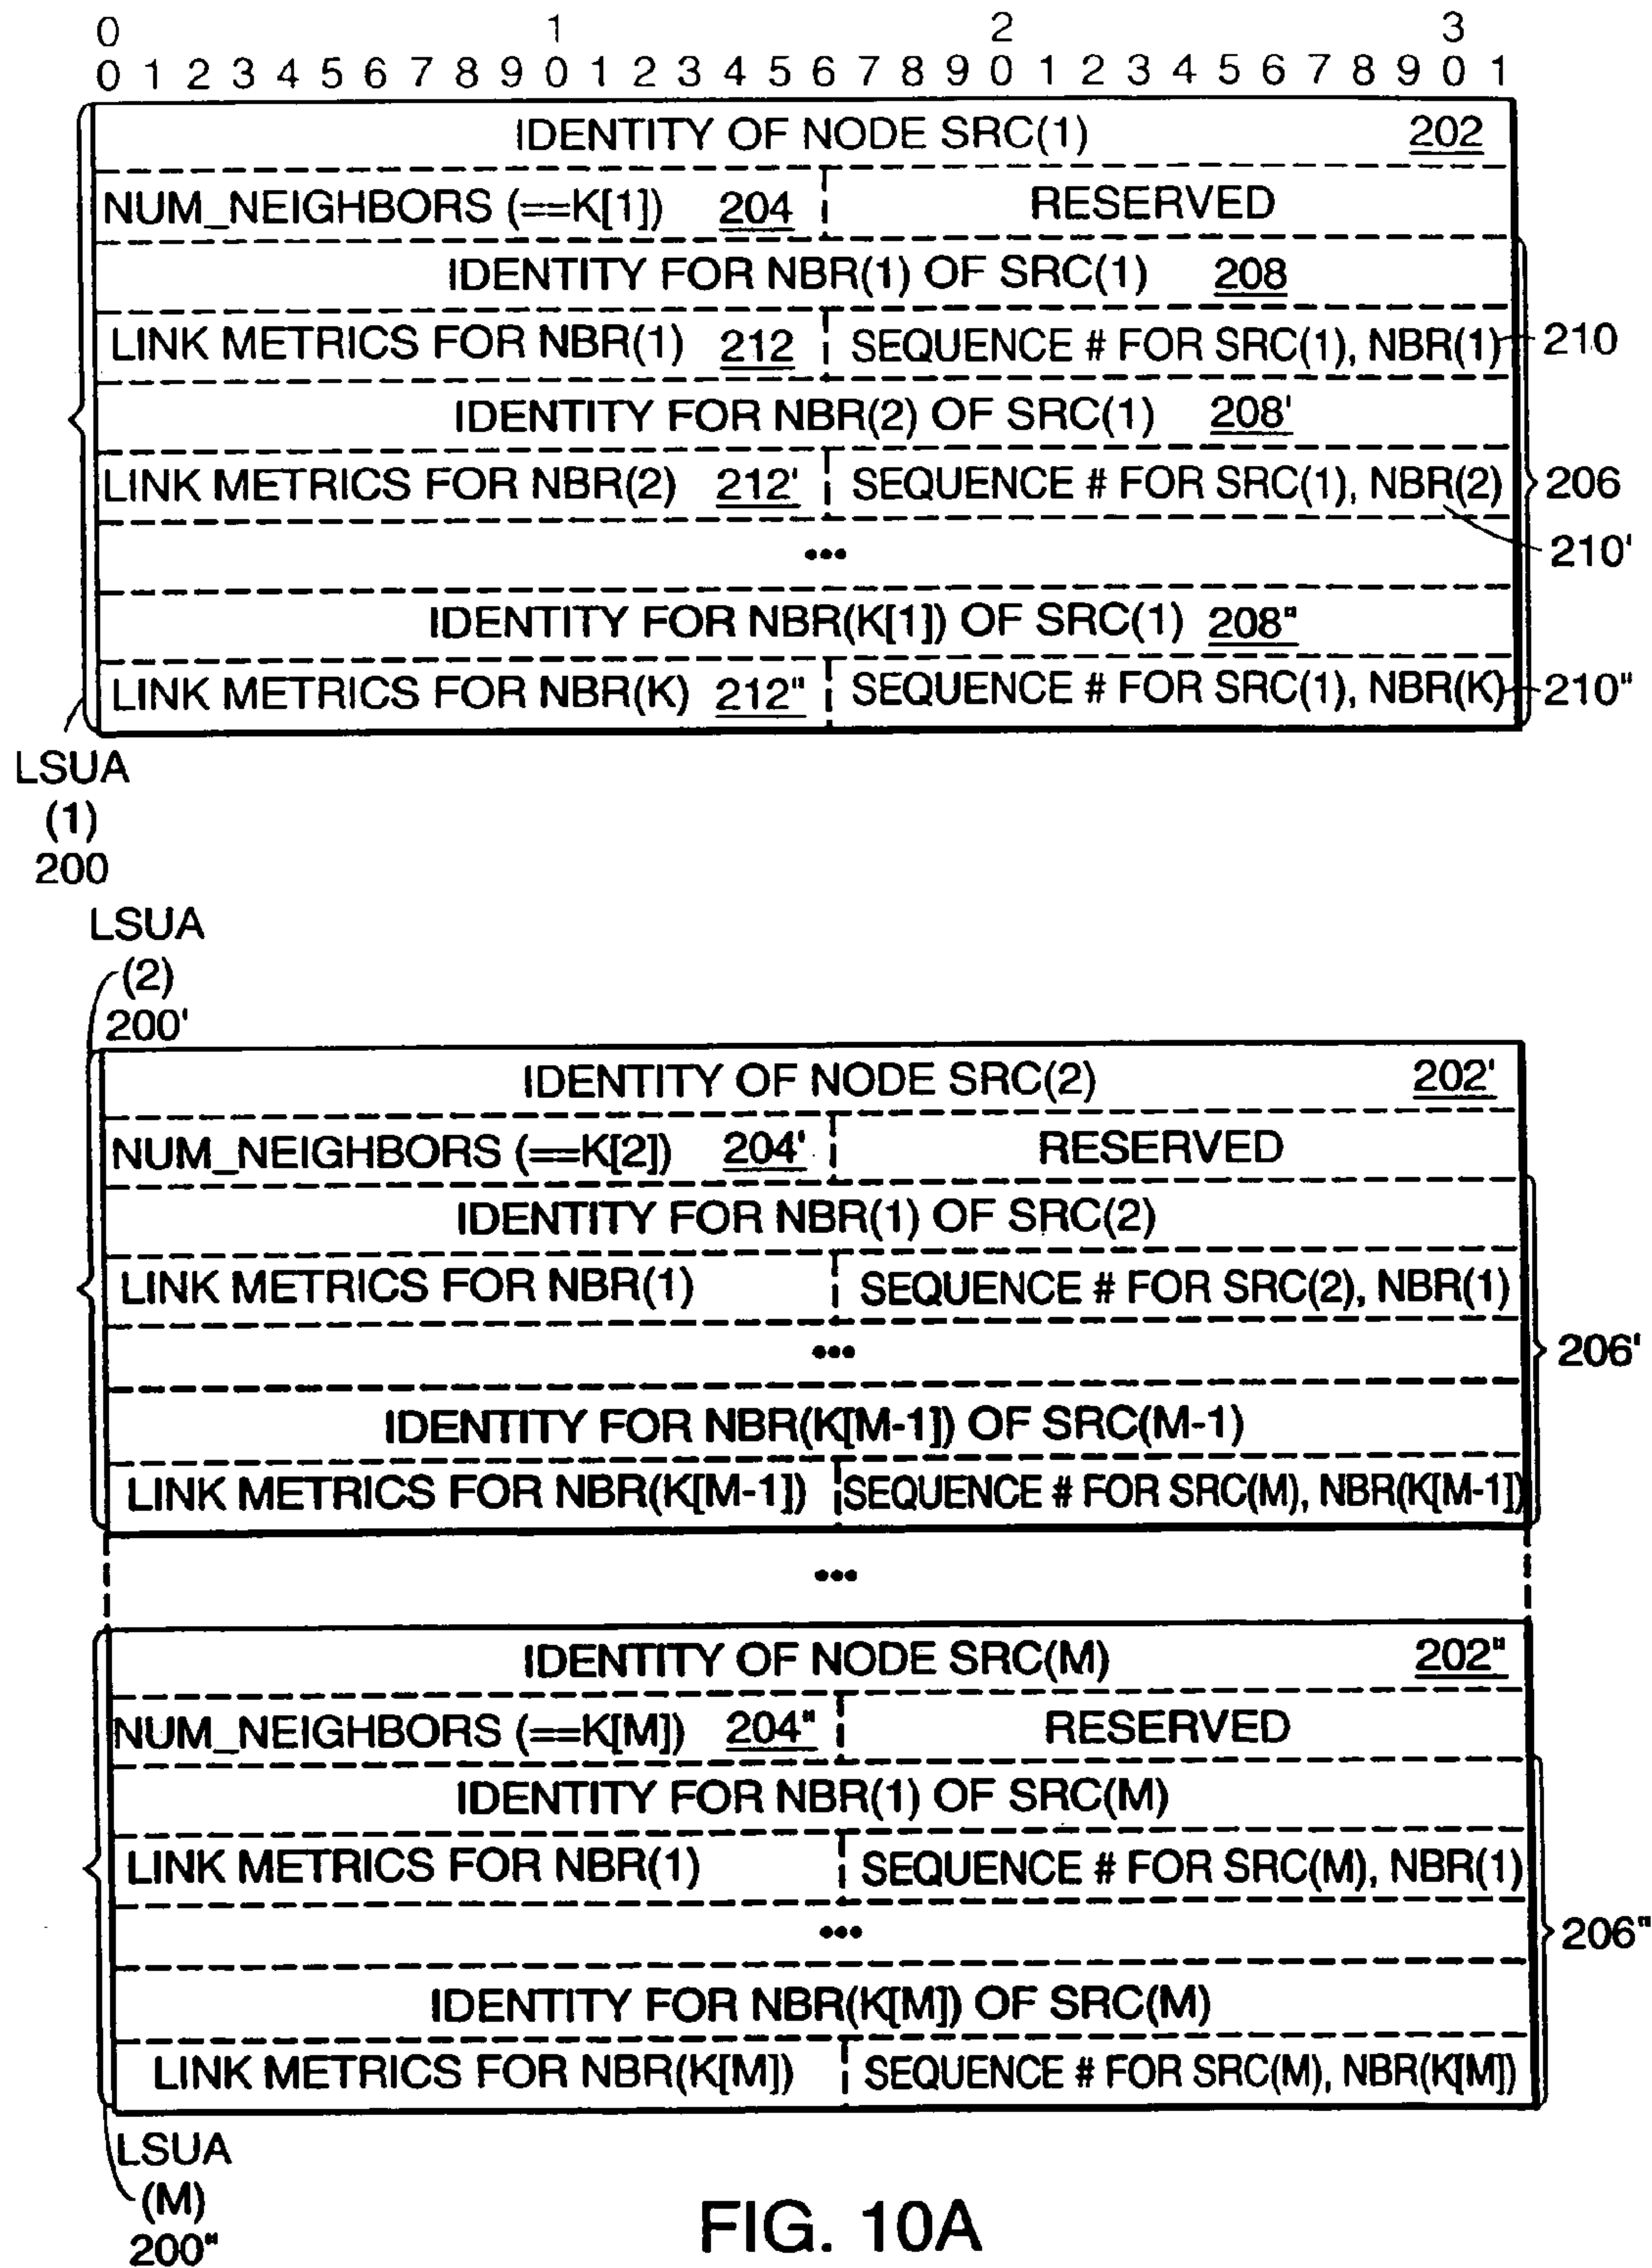 0 1 2 3
0 1 2 3 4 5 6 7 8 9 0 1 2 3 4 5 6 7 8 9 0 1 2 3 4 5 6 7 8 9 0 1
IDENTITY OF NODE SRC(1) 202
NUM_NEIGHBORS (==K[1]) 204 RESERVED
IDENTITY FOR NBR(1) OF SRC(1) 208
LINK METRICS FOR NBR(1) 212 SEQUENCE # FOR SRC(1), NBR(1) 210
IDENTITY FOR NBR(2) OF SRC(1) 208'
LINK METRICS FOR NBR(2) 212' SEQUENCE # FOR SRC(1), NBR(2) 206
••• 210'
IDENTITY FOR NBR(K[1]) OF SRC(1) 208"
LINK METRICS FOR NBR(K) 212" SEQUENCE # FOR SRC(1), NBR(K) 210"
LSUA
(1)
200
LSUA
(2)
200'
IDENTITY OF NODE SRC(2) 202'
NUM_NEIGHBORS (==K[2]) 204' RESERVED
IDENTITY FOR NBR(1) OF SRC(2)
LINK METRICS FOR NBR(1) SEQUENCE # FOR SRC(2), NBR(1)
••• 206'
IDENTITY FOR NBR(K[M-1]) OF SRC(M-1)
LINK METRICS FOR NBR(K[M-1]) SEQUENCE # FOR SRC(M), NBR(K[M-1])
•••
IDENTITY OF NODE SRC(M) 202"
NUM_NEIGHBORS (==K[M]) 204" RESERVED
IDENTITY FOR NBR(1) OF SRC(M)
LINK METRICS FOR NBR(1) SEQUENCE # FOR SRC(M), NBR(1)
••• 206"
IDENTITY FOR NBR(K[M]) OF SRC(M)
LINK METRICS FOR NBR(K[M]) SEQUENCE # FOR SRC(M), NBR(K[M])
LSUA
(M)
200"
FIG. 10A